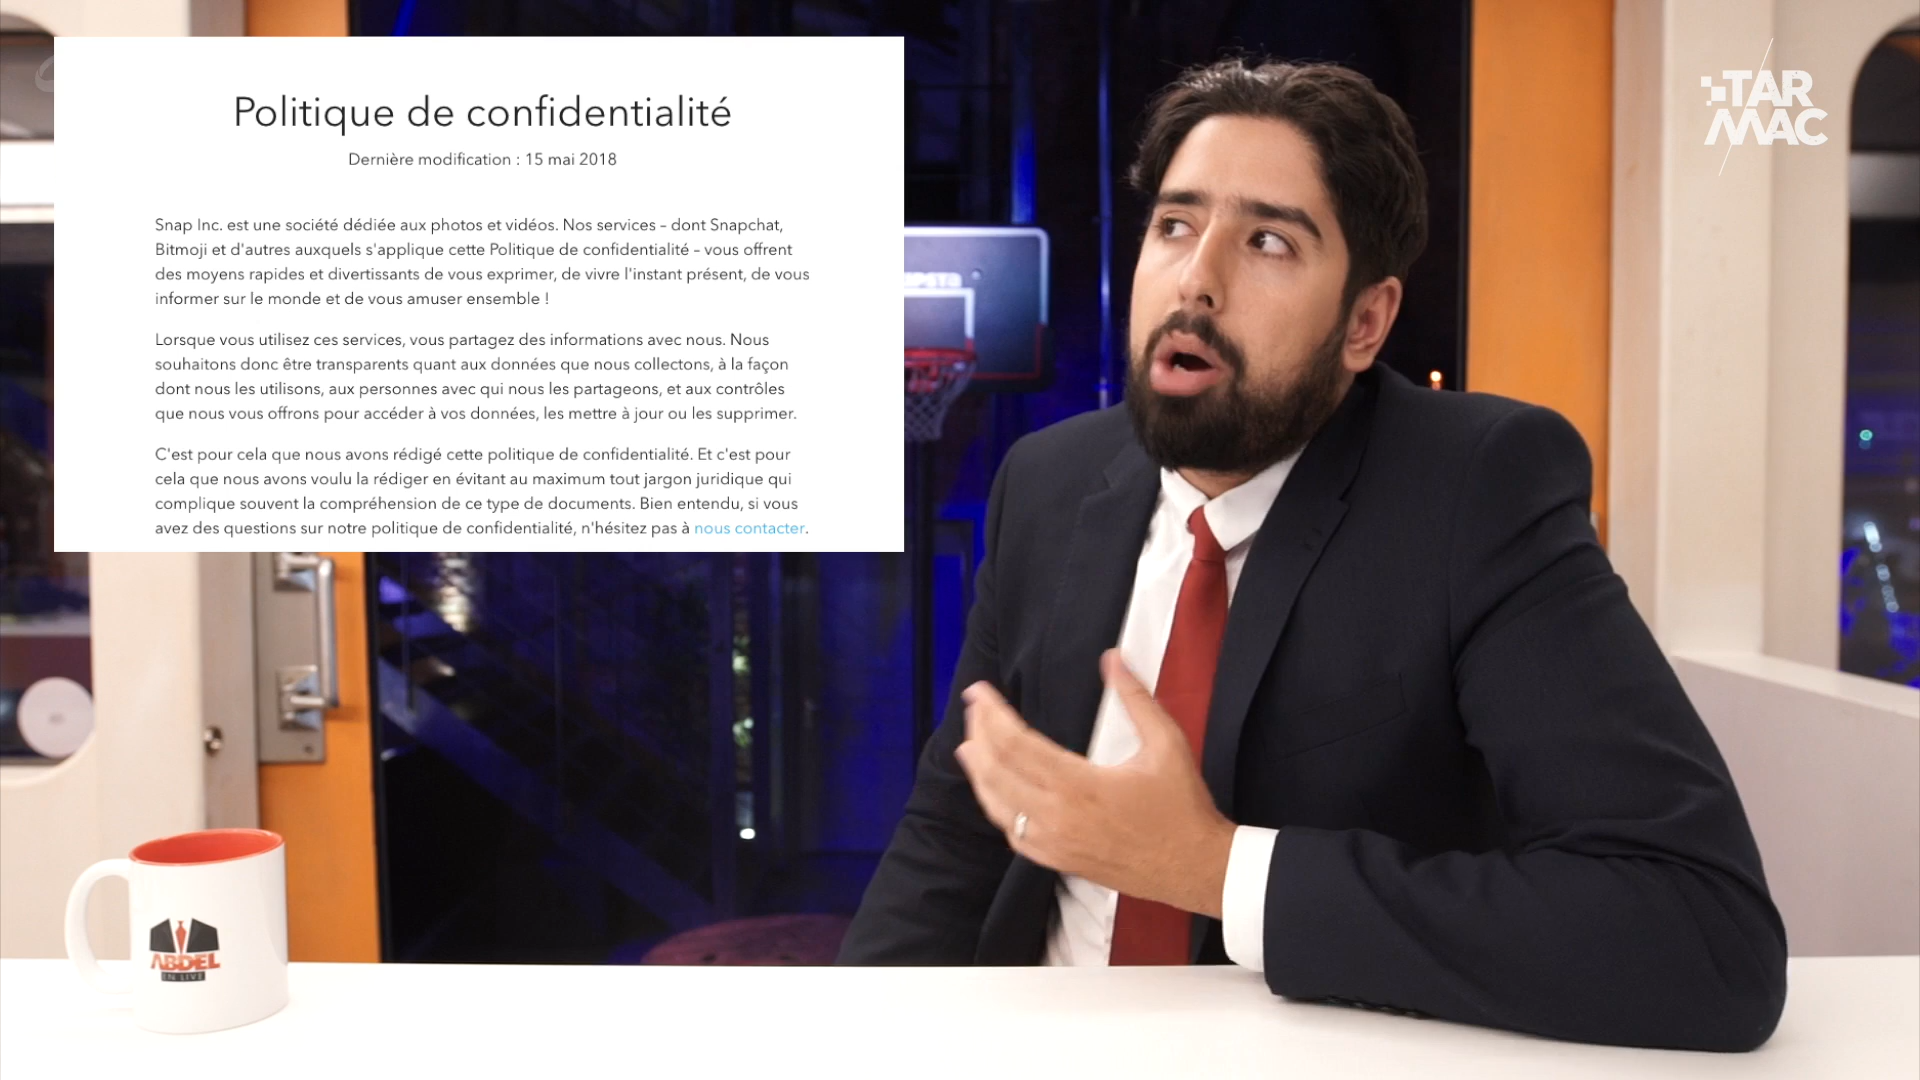 Politique de confidentialité
Dernière modification : 15 mai 2018
Snap Inc. est une société dédiée aux photos et vidéos. Nos services – dont Snapchat,
Bitmoji et d'autres auxquels s'applique cette Politique de confidentialité – vous offrent
des moyens rapides et divertissants de vous exprimer, de vivre l'instant présent, de vous
informer sur le monde et de vous amuser ensemble !
Lorsque vous utilisez ces services, vous partagez des informations avec nous. Nous
souhaitons donc être transparents quant aux données que nous collectons, à la façon
dont nous les utilisons, aux personnes avec qui nous les partageons, et aux contrôles
que nous vous offrons pour accéder à vos données, les mettre à jour ou les supprimer.
C'est pour cela que nous avons rédigé cette politique de confidentialité. Et c'est pour
cela que nous avons voulu la rédiger en évitant au maximum tout jargon juridique qui
complique souvent la compréhension de ce type de documents. Bien entendu, si vous
avez des questions sur notre politique de confidentialité, n'hésitez pas à nous contacter.
TAR
MAC
ABDEL
EN LIVE